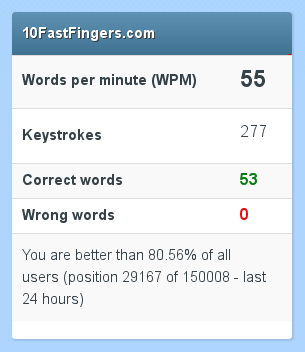 10FastFingers.com
Words per minute (WPM) 55
Keystrokes 277
Correct words 53
Wrong words 0
You are better than 80.56% of all
users (position 29167 of 150008 - last
24 hours)